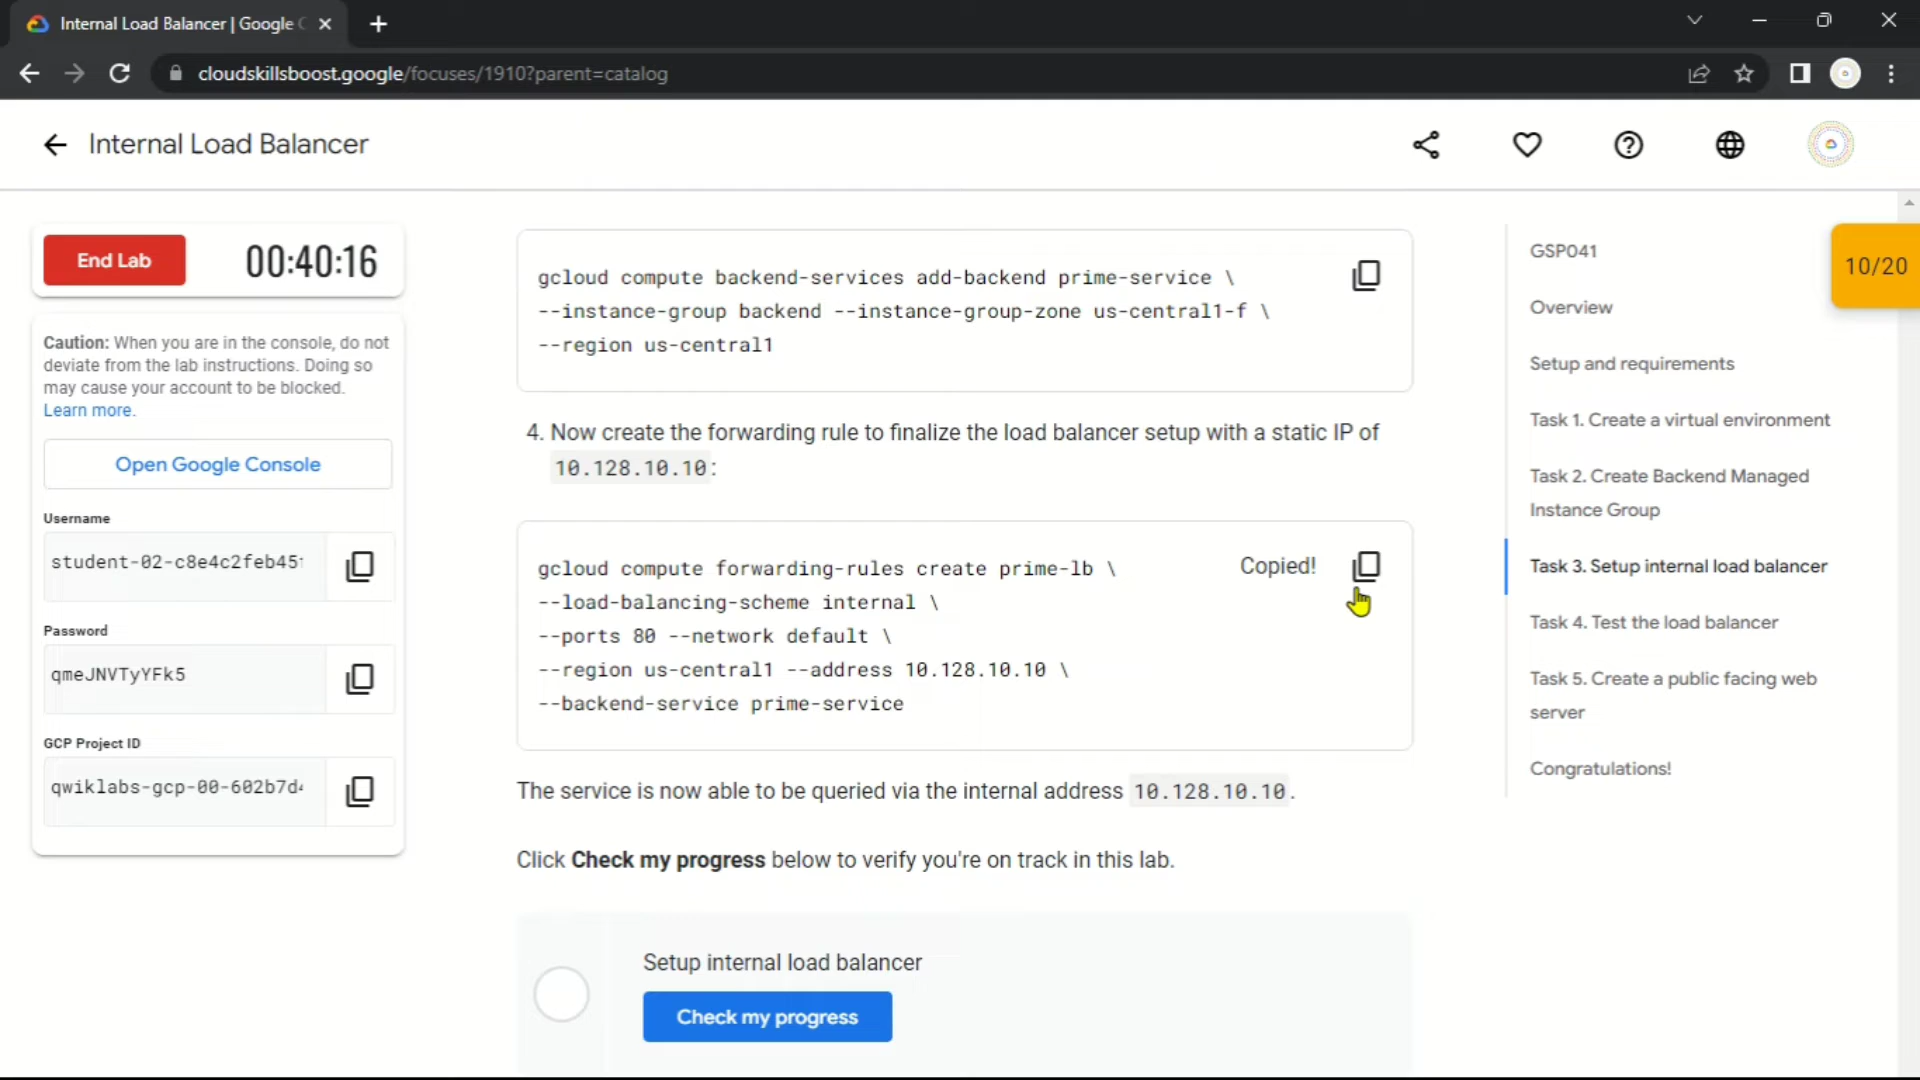 Internal Load Balancer | Google C
cloudskillsboost.google/focuses/1910?parent=catalog
Internal Load Balancer
End Lab
00:40:16
Caution: When you are in the console, do not
deviate from the lab instructions. Doing so
may cause your account to be blocked.
Learn more.
Open Google Console
Username
student-02-c8e4c2feb45
Password
qmeJNVTyYFk5
GCP Project ID
qwiklabs-gcp-00-602b7d
gcloud compute backend-services add-backend prime-service \
--instance-group backend --instance-group-zone us-central1-f \
--region us-central1
4. Now create the forwarding rule to finalize the load balancer setup with a static IP of
10.128.10.10:
gcloud compute forwarding-rules create prime-lb \
Copied!
--load-balancing-scheme internal \
--ports 80 --network default \
--region us-central1 --address 10.128.10.10 \
--backend-service prime-service
The service is now able to be queried via the internal address 10.128.10.10.
Click Check my progress below to verify you're on track in this lab.
Setup internal load balancer
Check my progress
GSP041
Overview
Setup and requirements
Task 1. Create a virtual environment
Task 2. Create Backend Managed
Instance Group
Task 3. Setup internal load balancer
Task 4. Test the load balancer
Task 5. Create a public facing web
server
Congratulations!
10/20